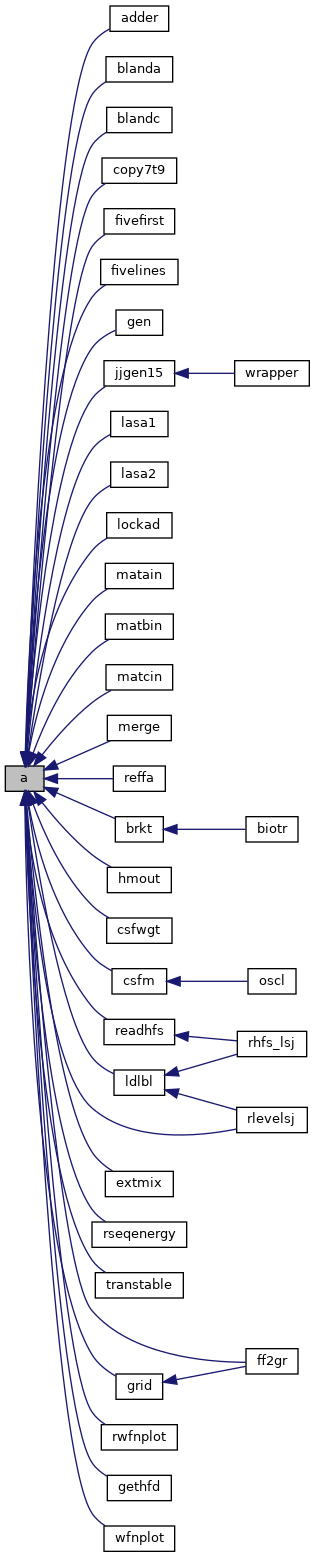 adder
blanda
blandc
copy7t9
fivefirst
fivelines
gen
jjgen15
wrapper
lasa1
lasa2
lockad
matain
matbin
matcin
merge
a
reffa
brkt
biotr
hmout
csfwgt
csfm
oscl
readhfs
rhfs_lsj
ldlbl
rlevelsj
extmix
rseqenergy
transtable
ff2gr
grid
rwfnplot
gethfd
wfnplot